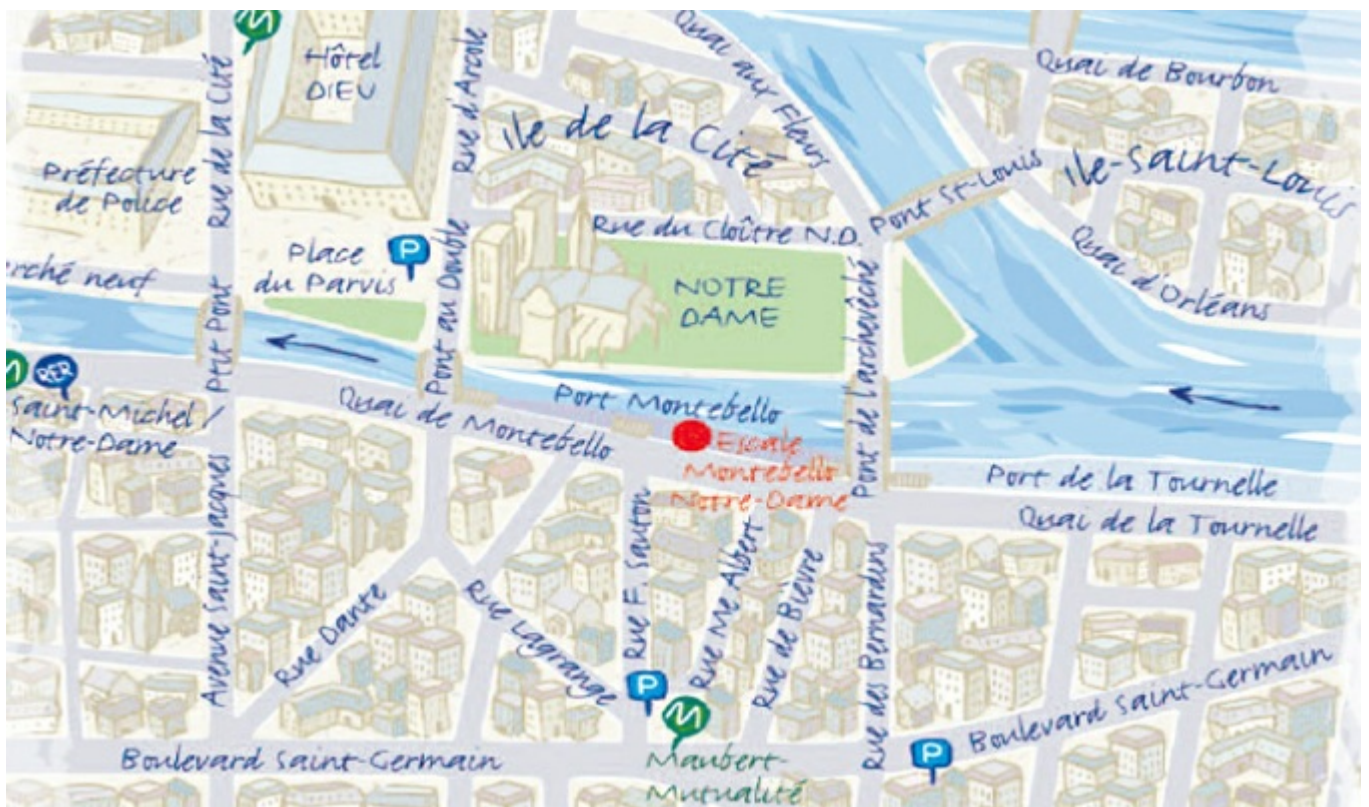 M
Hôtel
DIEU
Rue de la Cité
Rue d'Arcole
Quai aux Fleurs
Quai de Bourbon
Ile de la Cité
Ile-Saint-Louis
Préfecture
de Police
Pont St-Louis
Rue du Cloître N.D.
Quai d'Orléans
P
Place
du Parvis
NOTRE
DAME
arché neuf
Ptit Pont
Pont au Double
Pont de l'archevêché
M
RER
Saint-Michel
Notre-Dame
Port Montebello
Quai de Montebello
Escale
Montebello
Notre-Dame
Port de la Tournelle
Quai de la Tournelle
Avenue Saint-Jacques
Rue Dante
Rue Lagrange
Rue F. Sauton
Rue Me Albert
Rue de Bièvre
Rue des Bernardins
P
M
Maubert-
Mutualité
Boulevard Saint-Germain
P
Boulevard Saint-Germain